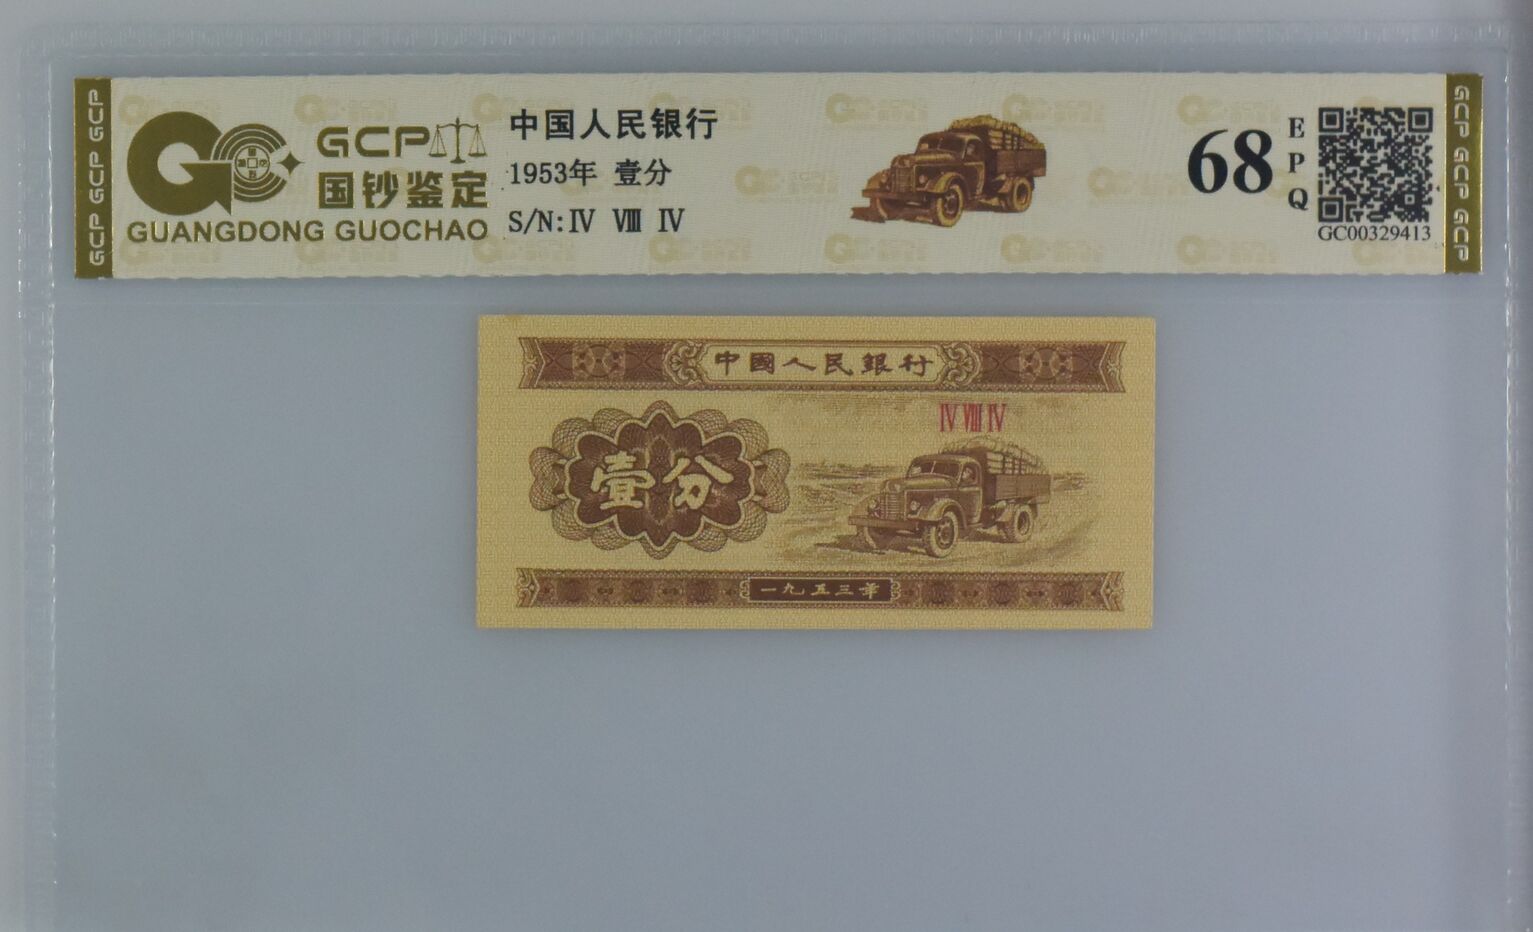 GCP GCP GCP
GCP
国钞鉴定
GUANGDONG GUOCHAO
中国人民银行
1953年 壹分
S/N:Ⅳ Ⅷ Ⅳ
68
EPQ
GC00329413
GCP GCP GCP
中國人民銀行
Ⅳ Ⅷ Ⅳ
壹分
一九五三年